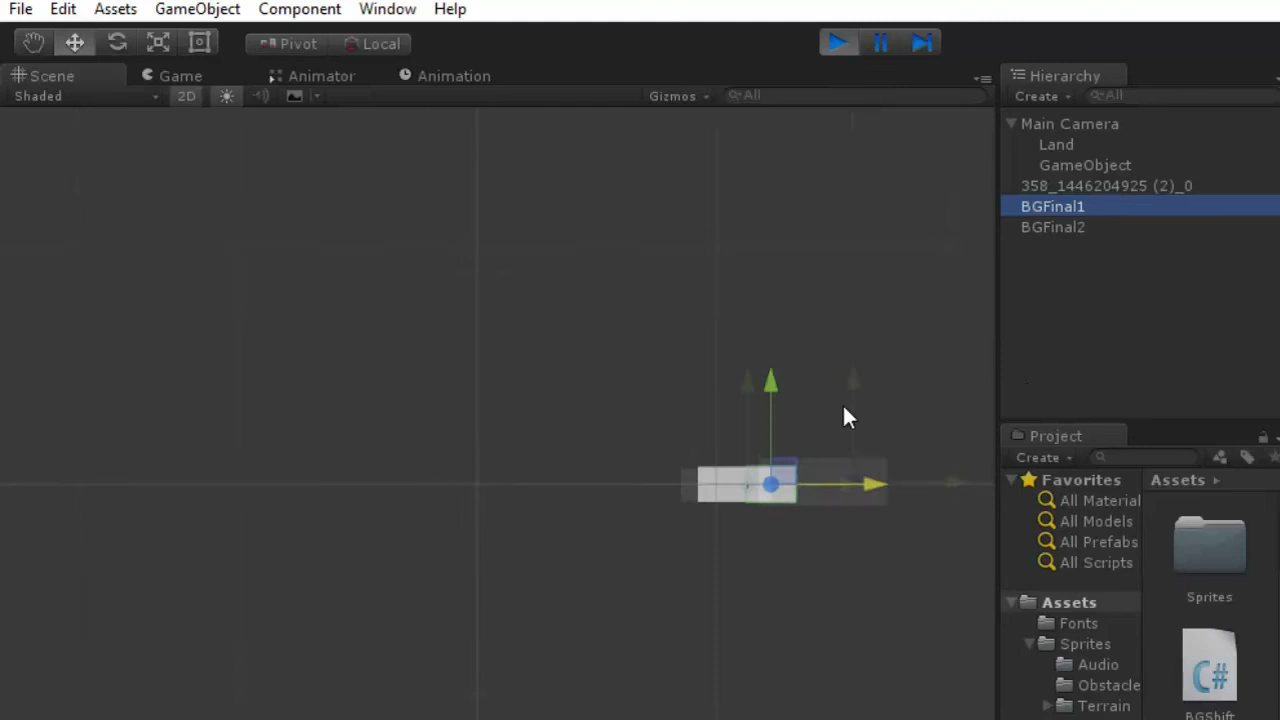 File Edit Assets GameObject Component Window Help
Pivot Local
Scene Game Animator Animation Hierarchy
Shaded 2D Gizmos All Create All
Main Camera
Land
GameObject
358_1446204925 (2)_0
BGFinal1
BGFinal2
Project
Create
Favorites Assets
All Material
All Models
All Prefabs
All Scripts
Sprites
Assets
Fonts
Sprites
C#
Audio
Obstacle
Terrain
BGShift